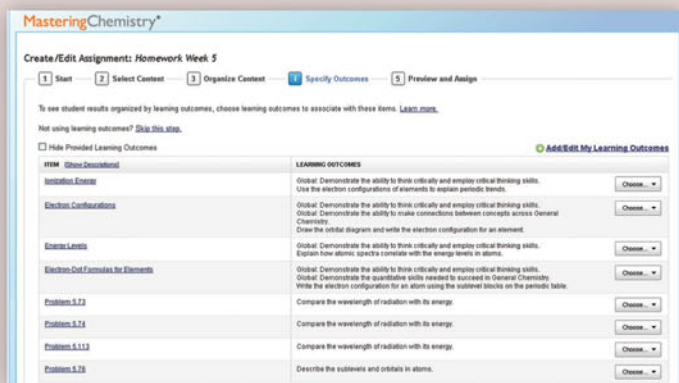 MasteringChemistry®
Create/Edit Assignment: Homework Week 5
1 Start 2 Select Content 3 Organize Content Specify Outcomes 5 Preview and Assign
To see student results organized by learning outcomes, choose learning outcomes to associate with these items. Learn more.
Not using learning outcomes? Skip this step.
Hide Provided Learning Outcomes Add/Edit My Learning Outcomes
ITEM (Show Descriptions) LEARNING OUTCOMES
Ionization Energy Global: Demonstrate the ability to think critically and employ critical thinking skills. Choose...
Use the electron configurations of elements to explain periodic trends.
Electron Configurations Global: Demonstrate the ability to think critically and employ critical thinking skills. Choose...
Global: Demonstrate the ability to make connections between concepts across General
Chemistry.
Draw the orbital diagram and write the electron configuration for an element.
Energy Levels Global: Demonstrate the ability to think critically and employ critical thinking skills. Choose...
Explain how atomic spectra correlate with the energy levels in atoms.
Electron-Dot Formulas for Elements Global: Demonstrate the ability to think critically and employ critical thinking skills. Choose...
Global: Demonstrate the quantitative skills needed to succeed in General Chemistry.
Write the electron configuration for an atom using the sublevel blocks on the periodic table.
Problem 5.73 Compare the wavelength of radiation with its energy. Choose...
Problem 5.74 Compare the wavelength of radiation with its energy. Choose...
Problem 5.113 Compare the wavelength of radiation with its energy. Choose...
Problem 5.76 Describe the sublevels and orbitals in atoms. Choose...